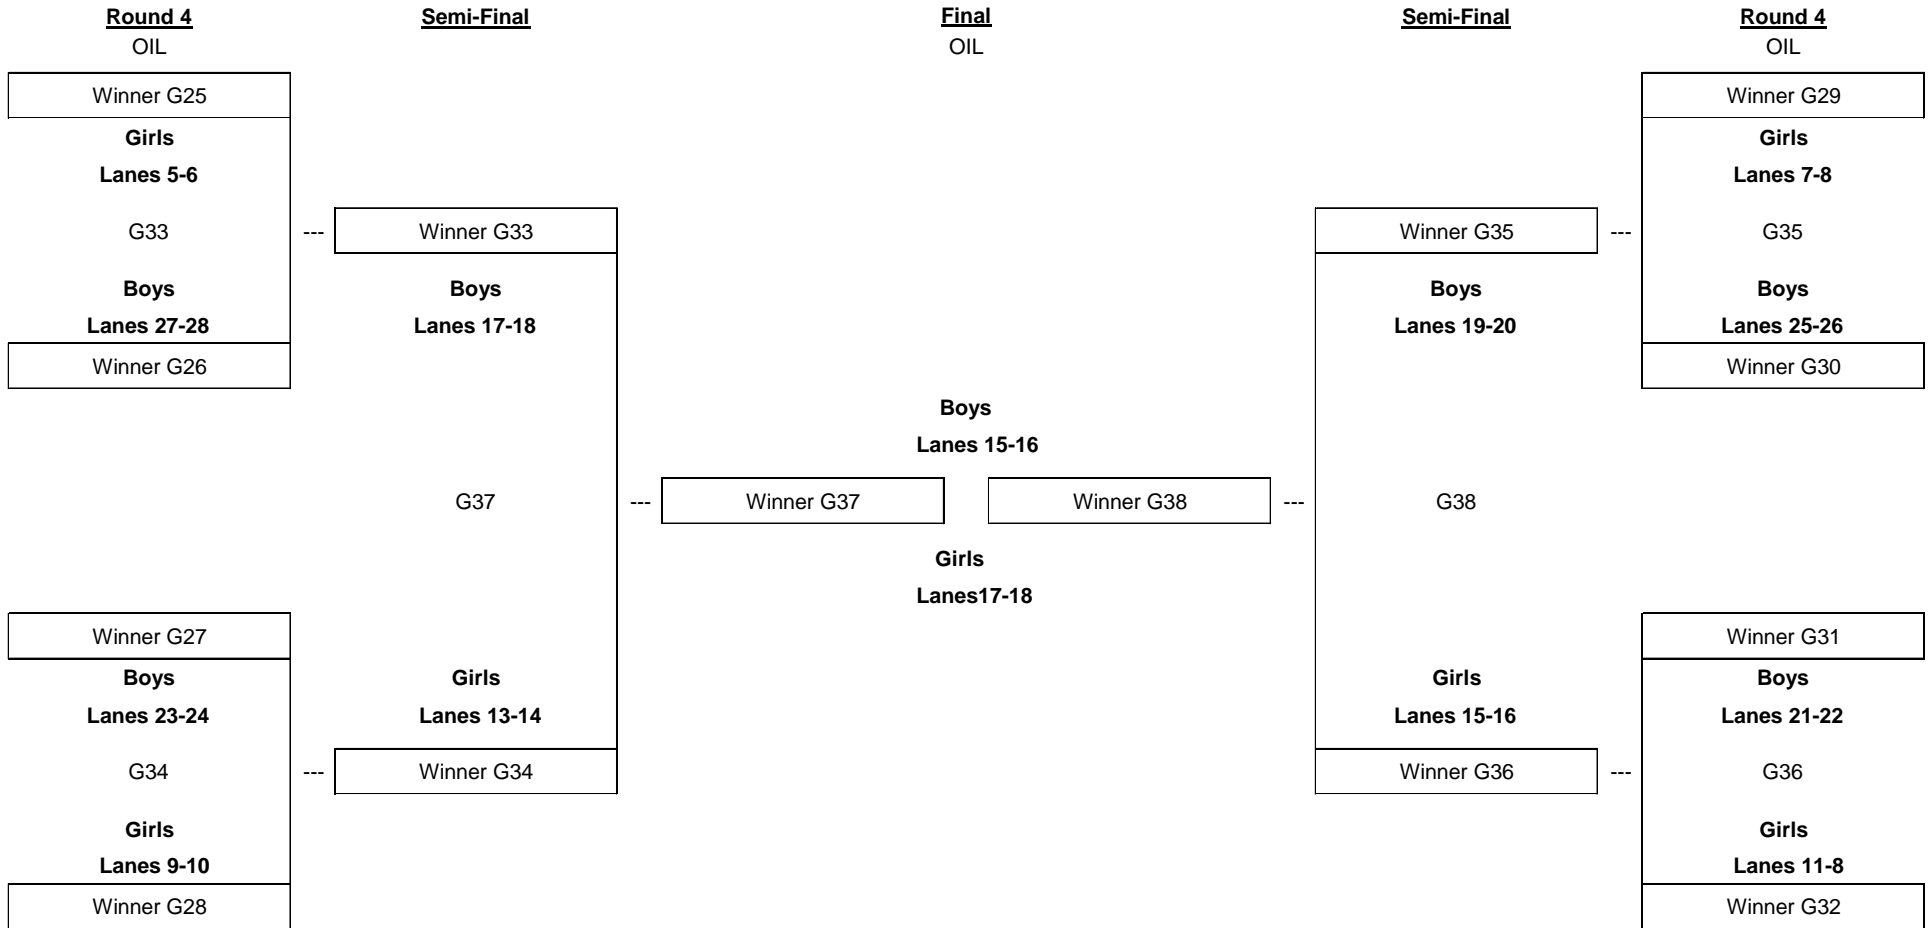 Round 4 Semi-Final Final Semi-Final Round 4
OIL OIL OIL
Winner G25 Winner G29
Girls Girls
Lanes 5-6 Lanes 7-8
G33 --- Winner G33 Winner G35 --- G35
Boys Boys Boys Boys
Lanes 27-28 Lanes 17-18 Lanes 19-20 Lanes 25-26
Winner G26 Winner G30
Boys
Lanes 15-16
G37 --- Winner G37 Winner G38 --- G38
Girls
Lanes17-18
Winner G27 Winner G31
Boys Girls Girls Boys
Lanes 23-24 Lanes 13-14 Lanes 15-16 Lanes 21-22
G34 --- Winner G34 Winner G36 --- G36
Girls Girls
Lanes 9-10 Lanes 11-8
Winner G28 Winner G32